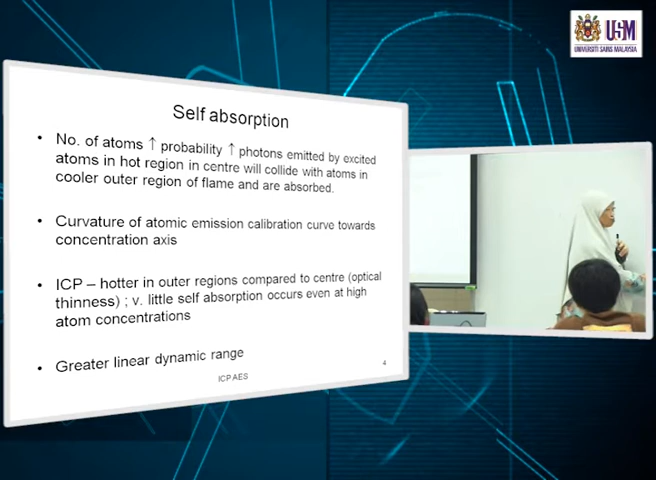 USM
UNIVERSITI SAINS MALAYSIA
Self absorption
• No. of atoms ↑ probability ↑ photons emitted by excited
atoms in hot region in centre will collide with atoms in
cooler outer region of flame and are absorbed.
• Curvature of atomic emission calibration curve towards
concentration axis
• ICP – hotter in outer regions compared to centre (optical
thinness) ; v. little self absorption occurs even at high
atom concentrations
• Greater linear dynamic range
ICPAES
4